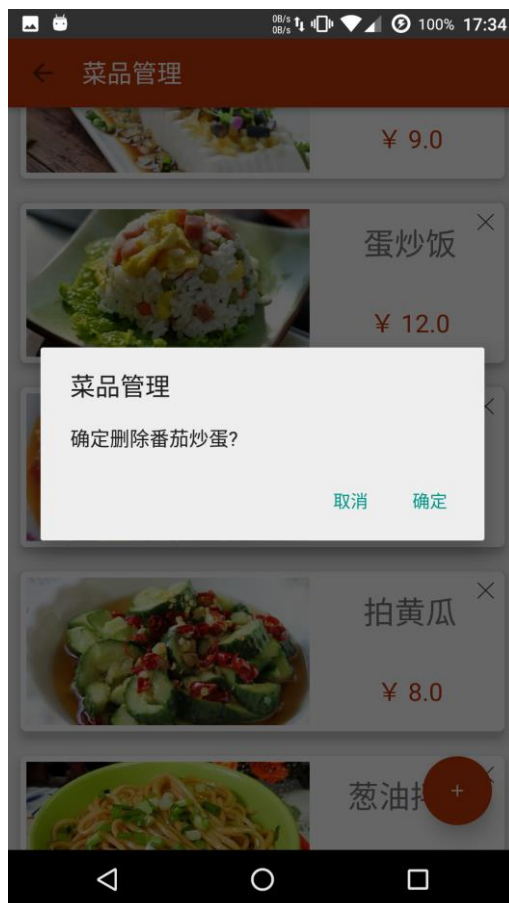 0B/s
0B/s
100% 17:34
菜品管理
¥ 9.0
蛋炒饭
¥ 12.0
菜品管理
确定删除番茄炒蛋?
取消 确定
拍黄瓜
¥ 8.0
葱油
+